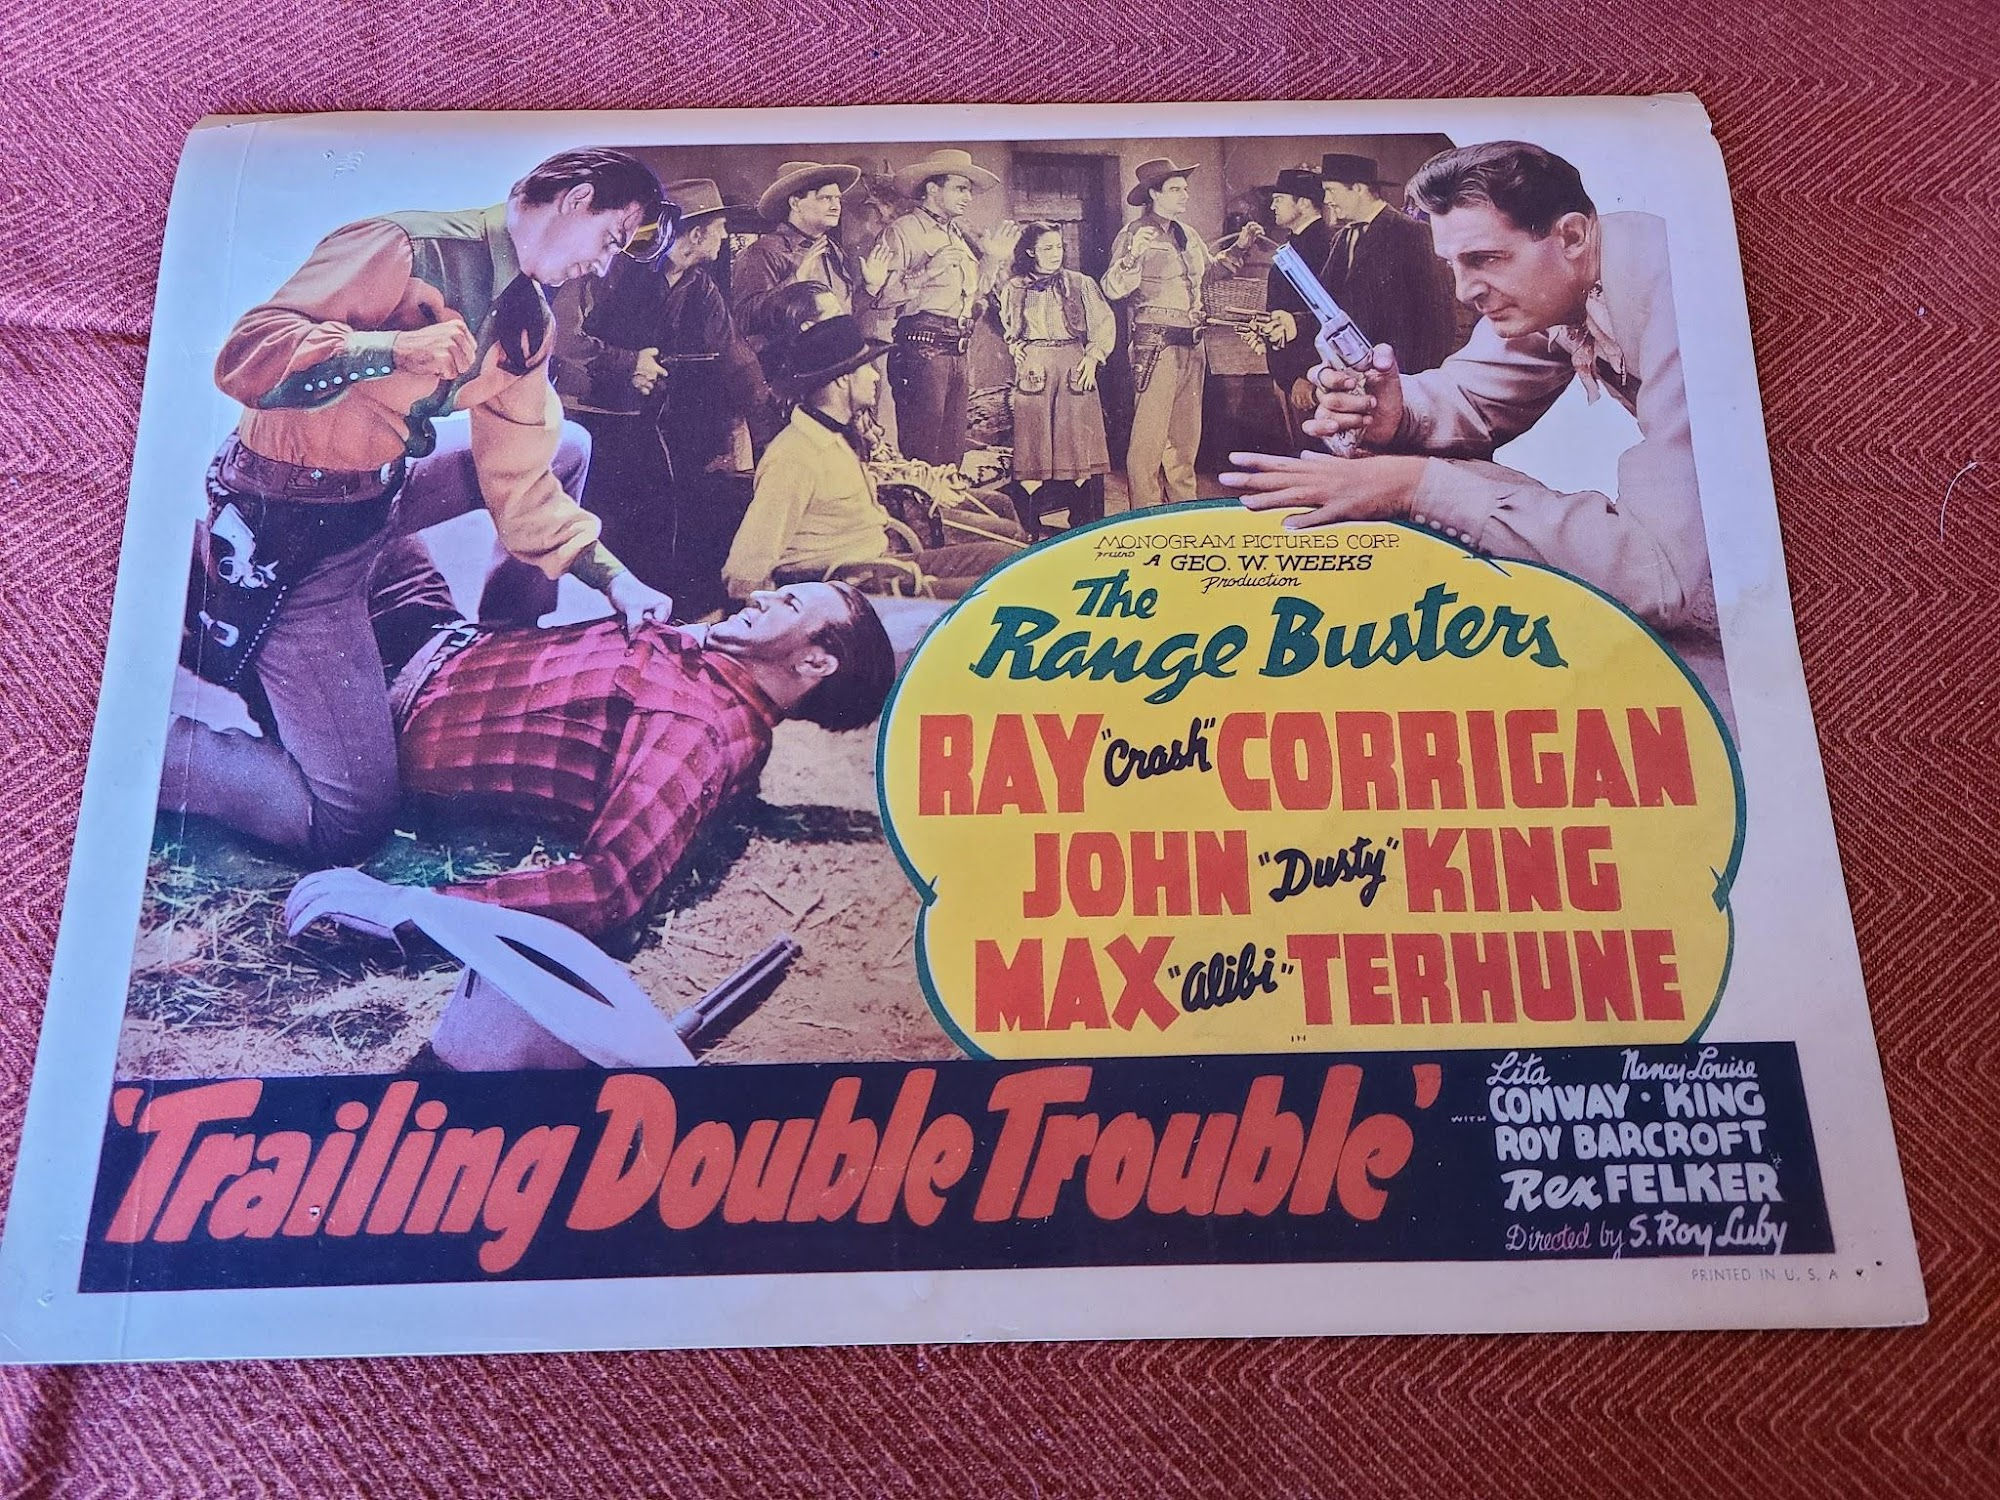 MONOGRAM PICTURES CORP.
present
A GEO. W. WEEKS
Production
The
Range Busters
RAY "Crash" CORRIGAN
JOHN "Dusty" KING
MAX "Alibi" TERHUNE
IN
'Trailing Double Trouble'
WITH
Lita CONWAY · Nancy Louise KING
ROY BARCROFT
Rex FELKER
Directed by S. Roy Luby
PRINTED IN U. S. A